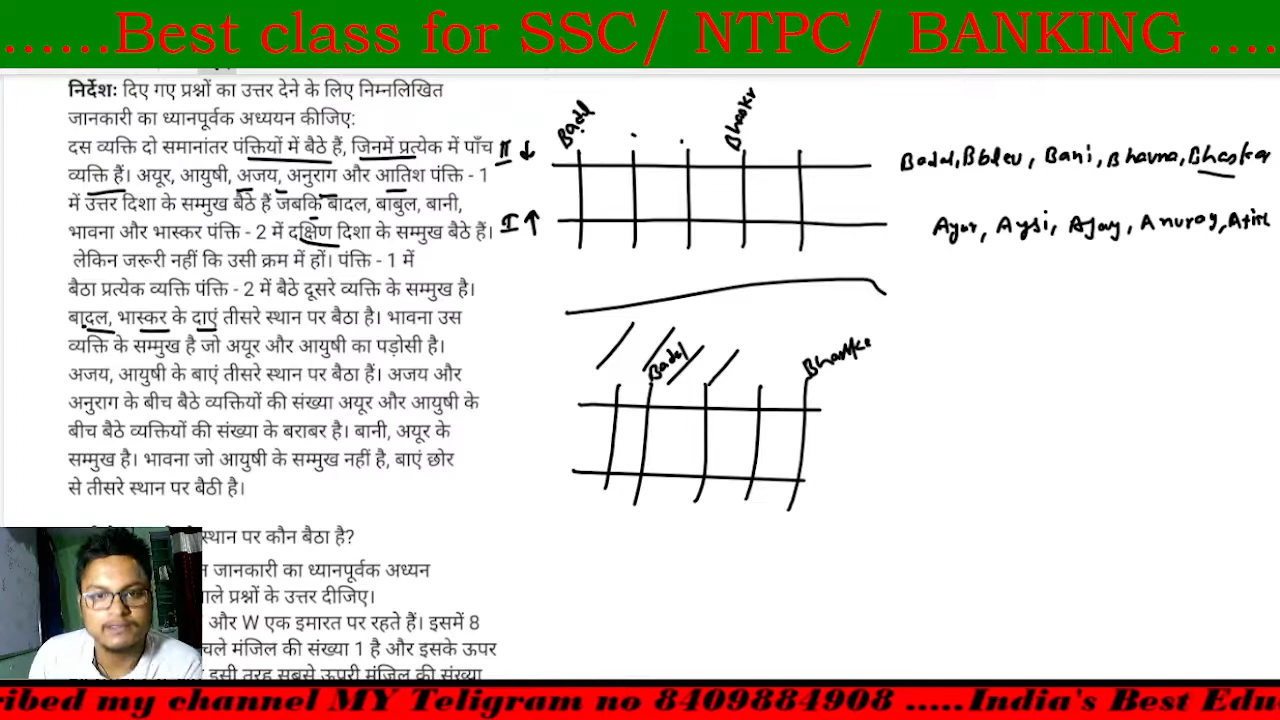 ......Best class for SSC/ NTPC/ BANKING ....
निर्देशः दिए गए प्रश्नों का उत्तर देने के लिए निम्नलिखित
जानकारी का ध्यानपूर्वक अध्ययन कीजिए:
दस व्यक्ति दो समानांतर पंक्तियों में बैठे हैं, जिनमें प्रत्येक में पाँच
व्यक्ति हैं। अयूर, आयुषी, अजय, अनुराग और आतिश पंक्ति - 1
में उत्तर दिशा के सम्मुख बैठे हैं जबकि बादल, बाबुल, बानी,
भावना और भास्कर पंक्ति - 2 में दक्षिण दिशा के सम्मुख बैठे हैं।
लेकिन जरूरी नहीं कि उसी क्रम में हों। पंक्ति - 1 में
बैठा प्रत्येक व्यक्ति पंक्ति - 2 में बैठे दूसरे व्यक्ति के सम्मुख है।
बादल, भास्कर के दाएं तीसरे स्थान पर बैठा है। भावना उस
व्यक्ति के सम्मुख है जो अयूर और आयुषी का पड़ोसी है।
अजय, आयुषी के बाएं तीसरे स्थान पर बैठा हैं। अजय और
अनुराग के बीच बैठे व्यक्तियों की संख्या अयूर और आयुषी के
बीच बैठे व्यक्तियों की संख्या के बराबर है। बानी, अयूर के
सम्मुख है। भावना जो आयुषी के सम्मुख नहीं है, बाएं छोर
से तीसरे स्थान पर बैठी है।
स्थान पर कौन बैठा है?
जानकारी का ध्यानपूर्वक अध्यन
वाले प्रश्नों के उत्तर दीजिए।
और W एक इमारत पर रहते हैं। इसमें 8
चले मंजिल की संख्या 1 है और इसके ऊपर
इसी तरह सबसे ऊपरी मंजिल की संख्या
Badal
Bhaskr
II ↓
I ↑
Badal, Bani, Bhavna, Bhaskar
Ayur, Aysi, Ajay, Anurag, Atish
Badal
ribed my channel MY Teligram no 8409884908 .....India's Best Edu